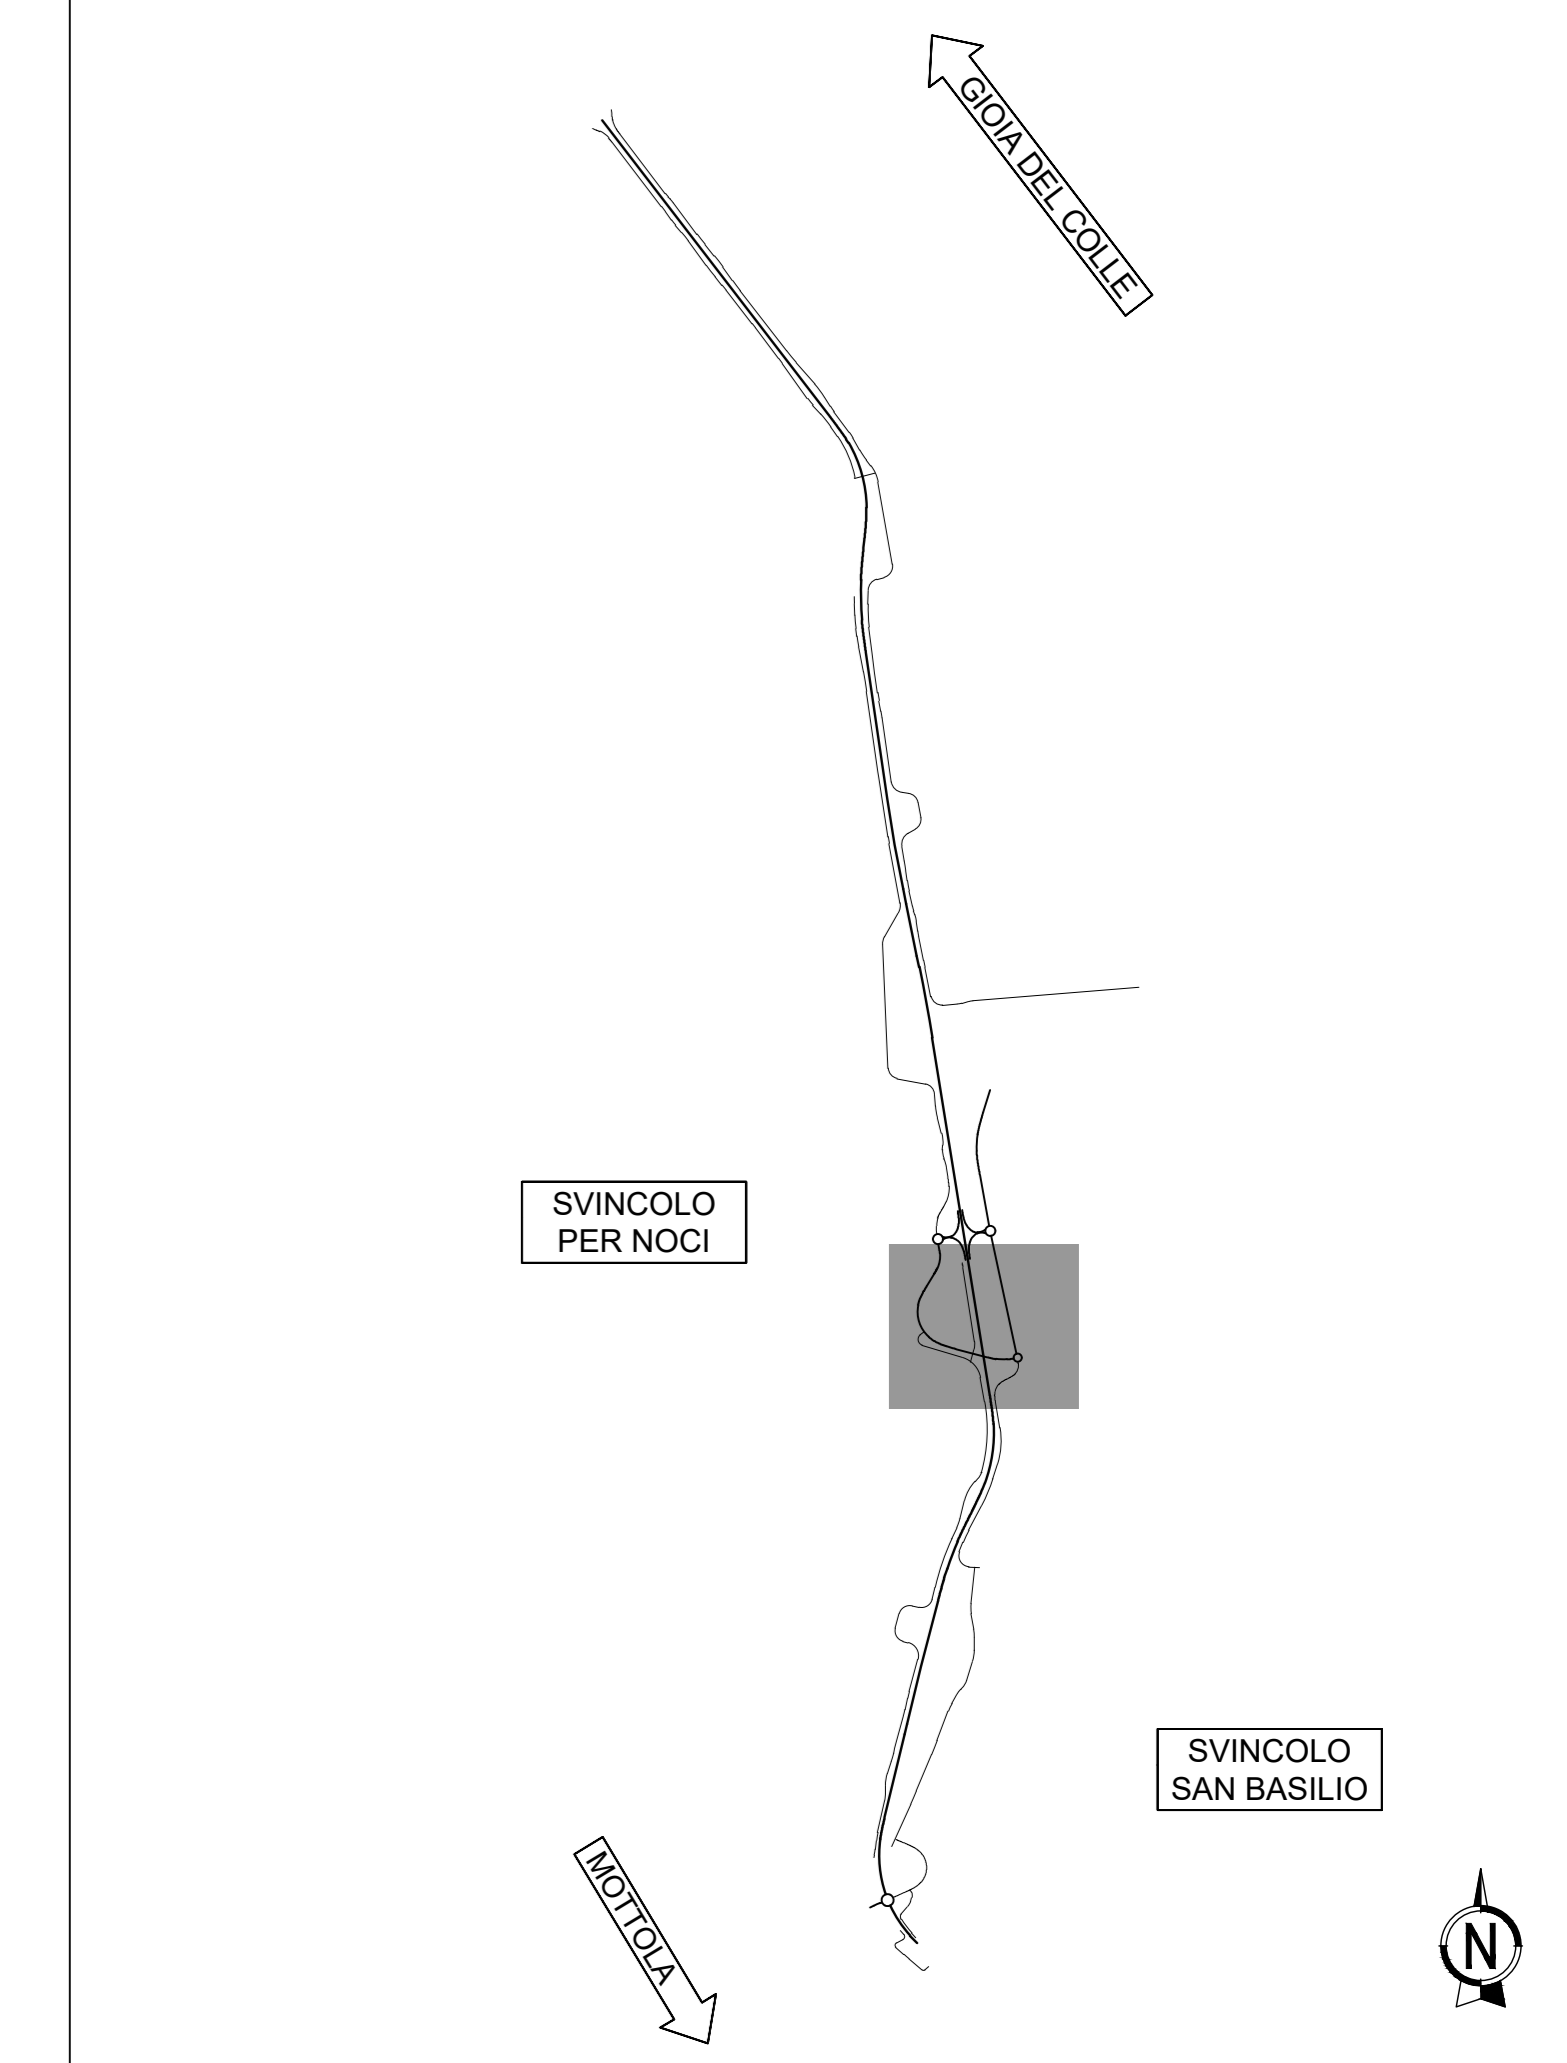 GIOIA DEL COLLE
SVINCOLO
PER NOCI
SVINCOLO
SAN BASILIO
MOTTOLA
N